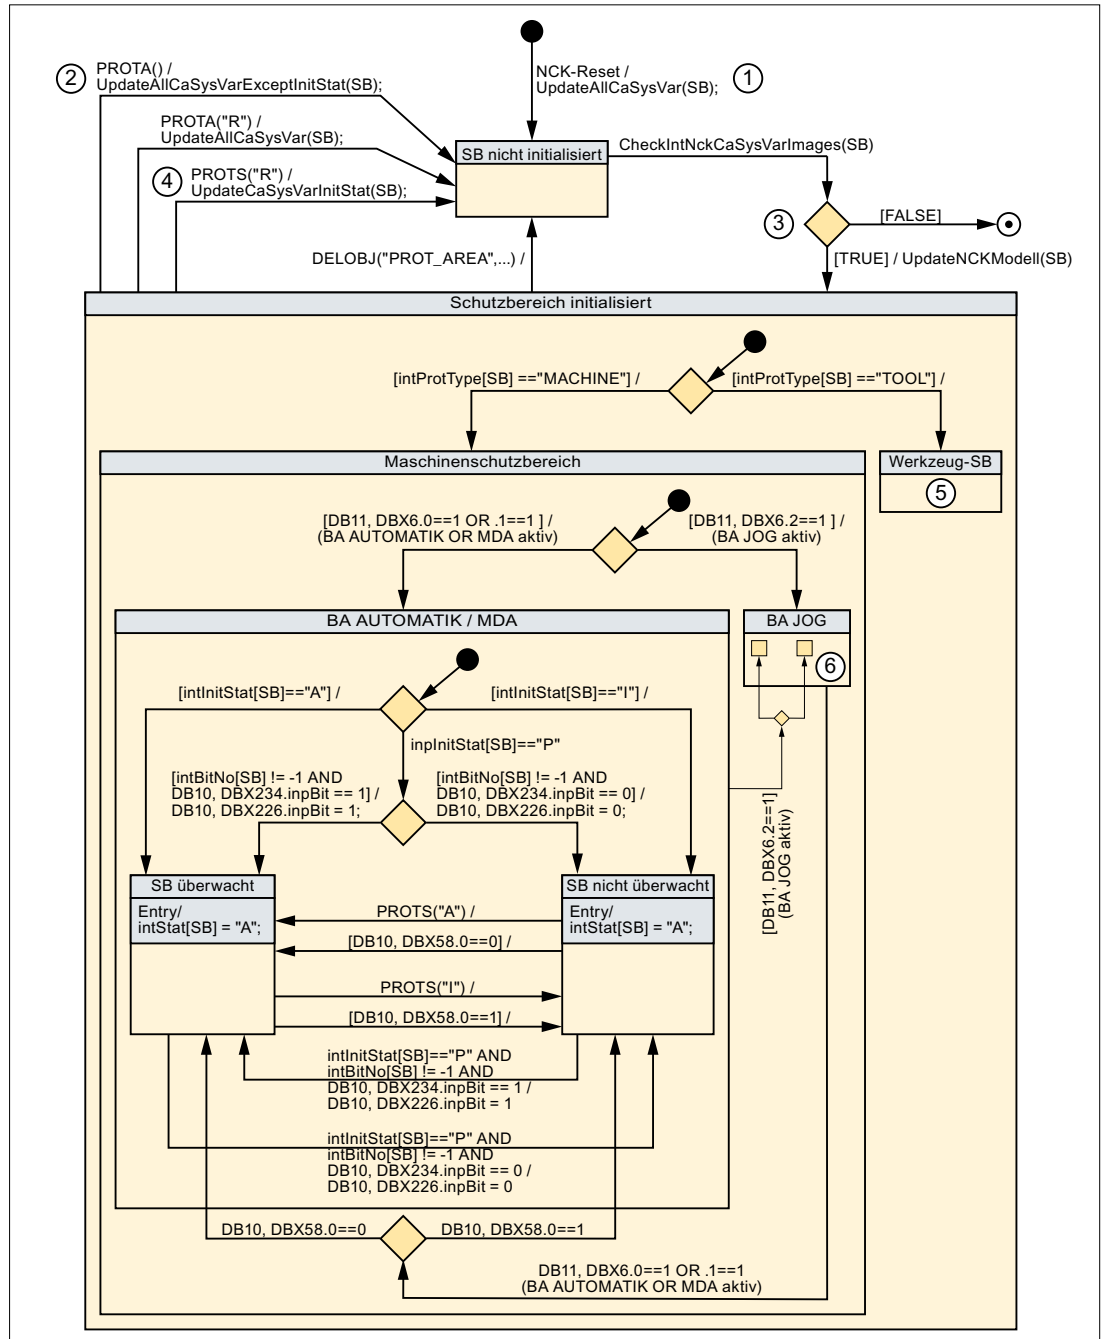 ②
PROTA() /
UpdateAllCaSysVarExceptInitStat(SB);
NCK-Reset /
UpdateAllCaSysVar(SB);
①
PROTA("R") /
UpdateAllCaSysVar(SB);
SB nicht initialisiert
CheckIntNckCaSysVarImages(SB)
④
PROTS("R") /
UpdateCaSysVarInitStat(SB);
③
[FALSE]
DELOBJ("PROT_AREA",...) /
[TRUE] / UpdateNCKModell(SB)
Schutzbereich initialisiert
[intProtType[SB] =="MACHINE"] /
[intProtType[SB] =="TOOL"] /
Maschinenschutzbereich
Werkzeug-SB
⑤
[DB11, DBX6.0==1 OR .1==1 ] /
(BA AUTOMATIK OR MDA aktiv)
[DB11, DBX6.2==1 ] /
(BA JOG aktiv)
BA AUTOMATIK / MDA
BA JOG
⑥
[intInitStat[SB]=="A"] /
[intInitStat[SB]=="I"] /
inpInitStat[SB]=="P"
[intBitNo[SB] != -1 AND
DB10, DBX234.inpBit == 1] /
DB10, DBX226.inpBit = 1;
[intBitNo[SB] != -1 AND
DB10, DBX234.inpBit == 0] /
DB10, DBX226.inpBit = 0;
[DB11, DBX6.2==1]
(BA JOG aktiv)
SB überwacht
Entry/
intStat[SB] = "A";
SB nicht überwacht
Entry/
intStat[SB] = "A";
PROTS("A") /
[DB10, DBX58.0==0] /
PROTS("I") /
[DB10, DBX58.0==1] /
intInitStat[SB]=="P" AND
intBitNo[SB] != -1 AND
DB10, DBX234.inpBit == 1 /
DB10, DBX226.inpBit = 1
intInitStat[SB]=="P" AND
intBitNo[SB] != -1 AND
DB10, DBX234.inpBit == 0 /
DB10, DBX226.inpBit = 0
DB10, DBX58.0==0
DB10, DBX58.0==1
DB11, DBX6.0==1 OR .1==1
(BA AUTOMATIK OR MDA aktiv)